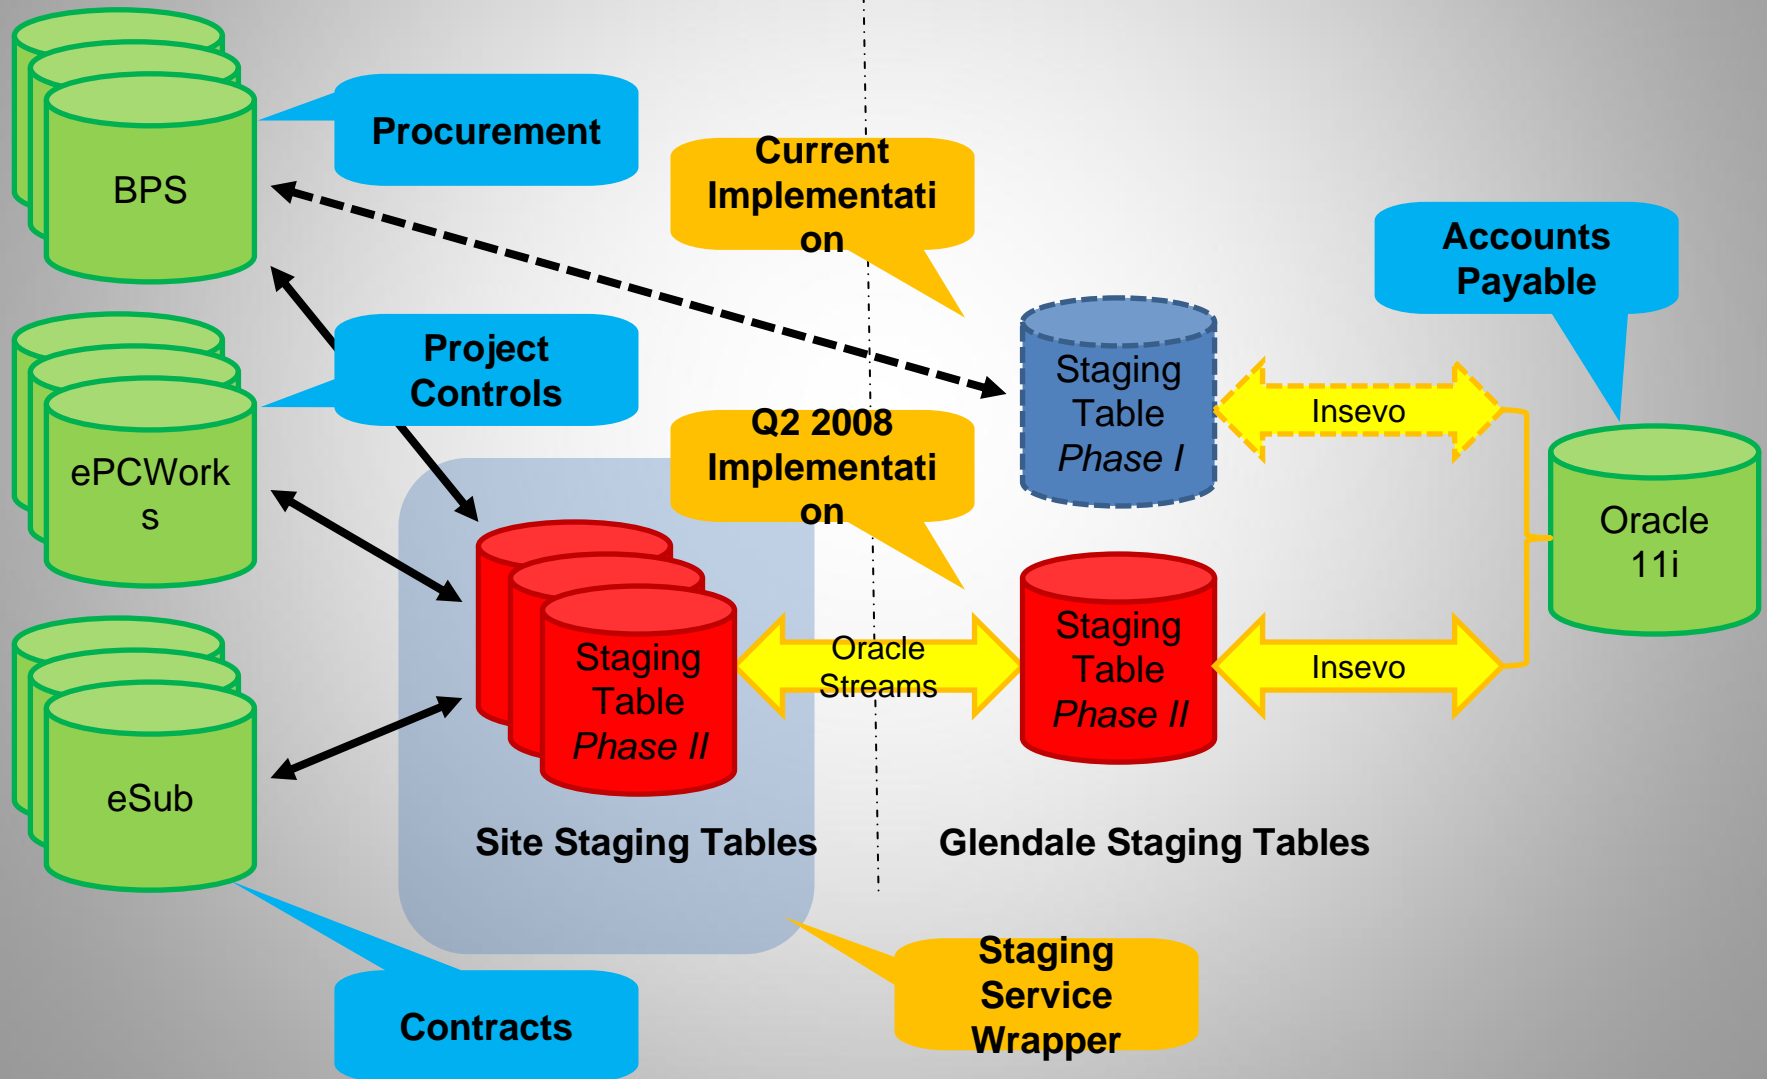 Procurement
BPS
Current
Implementati
on
Accounts
Payable
Project
Controls
Staging
Table
Phase I
Insevo
ePCWork
s
Q2 2008
Implementati
on
Oracle
11i
Staging
Table
Phase II
Oracle
Streams
Staging
Table
Phase II
Insevo
eSub
Site Staging Tables
Glendale Staging Tables
Contracts
Staging
Service
Wrapper